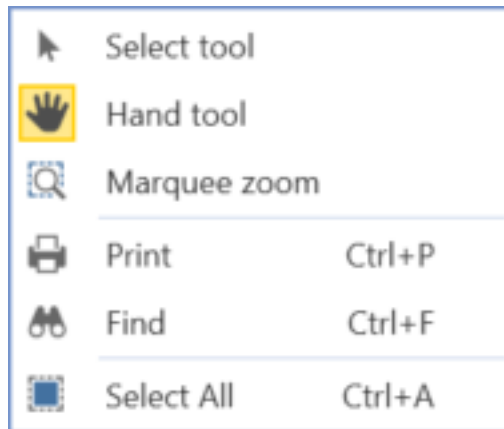 Select tool
Hand tool
Marquee zoom
Print Ctrl+P
Find Ctrl+F
Select All Ctrl+A